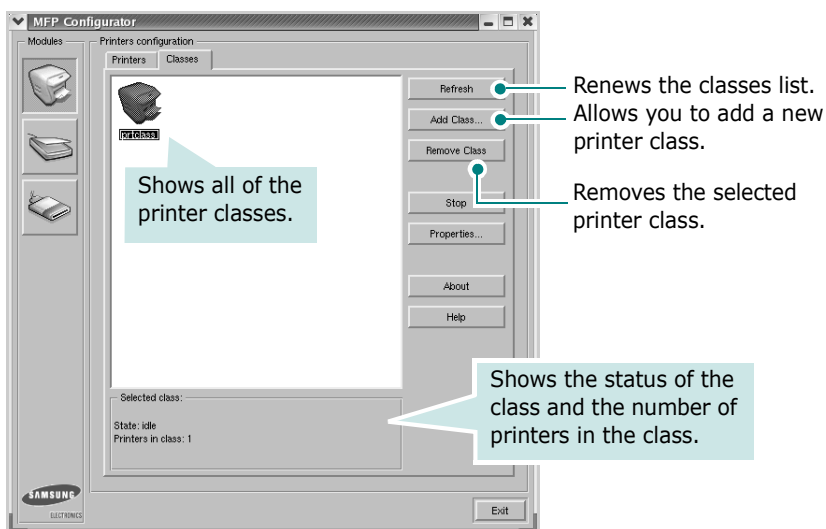 MFP Configurator
Modules
Printers configuration
Printers
Classes
prtclass
Shows all of the
printer classes.
Refresh
Add Class...
Remove Class
Stop
Properties...
About
Help
Renews the classes list.
Allows you to add a new
printer class.
Removes the selected
printer class.
Selected class:
State: idle
Printers in class: 1
Shows the status of the
class and the number of
printers in the class.
SAMSUNG
ELECTRONICS
Exit